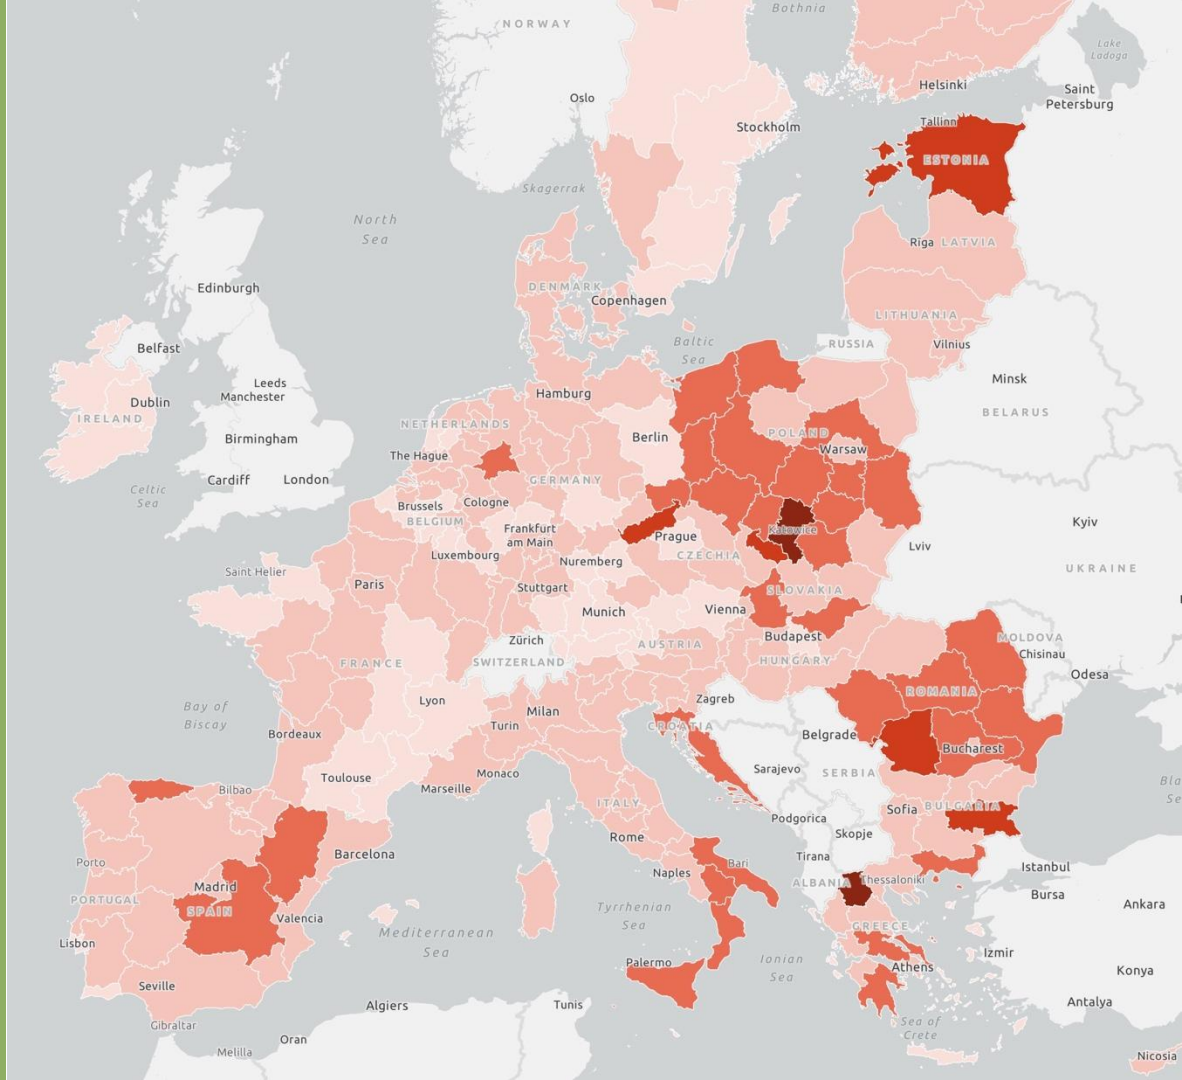 NORWAY
Bothnia
Lake
Ladoga
Helsinki
Saint
Petersburg
Oslo
Stockholm
Tallinn
ESTONIA
Skagerrak
North
Sea
Riga
LATVIA
Edinburgh
DENMARK
Copenhagen
LITHUANIA
Baltic
Sea
RUSSIA
Vilnius
Belfast
Minsk
Leeds
Manchester
Hamburg
Dublin
BELARUS
IRELAND
NETHERLANDS
Birmingham
Berlin
POLAND
Warsaw
The Hague
Cardiff
London
GERMANY
Celtic
Sea
Cologne
Brussels
BELGIUM
Frankfurt
am Main
Katowice
Kyiv
Prague
Lviv
Luxembourg
CZECHIA
Nuremberg
UKRAINE
Saint Helier
Paris
Stuttgart
SLOVAKIA
Munich
Vienna
Budapest
MOLDOVA
Zürich
AUSTRIA
Chisinau
FRANCE
SWITZERLAND
HUNGARY
Odesa
ROMANIA
Lyon
Zagreb
Bay of
Biscay
Milan
Turin
CROATIA
Bordeaux
Belgrade
Bucharest
Monaco
Sarajevo
SERBIA
Toulouse
Bilbao
Marseille
ITALY
Sofia
BULGARIA
Podgorica
Skopje
Rome
Barcelona
Porto
Tirana
Bari
Istanbul
Naples
ALBANIA
Thessaloniki
Madrid
Bursa
PORTUGAL
SPAIN
Ankara
Tyrrhenian
Sea
Valencia
Mediterranean
Sea
GREECE
Lisbon
Izmir
Ionian
Sea
Palermo
Athens
Konya
Seville
Algiers
Tunis
Antalya
Gibraltar
Sea of
Crete
Oran
Melilla
Nicosia